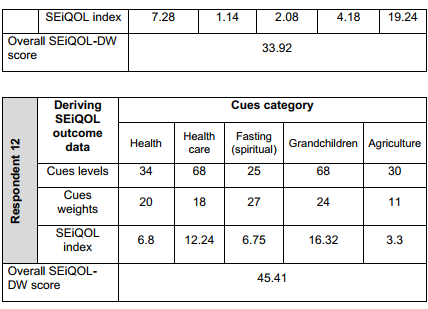 SEiQOL index 7.28 1.14 2.08 4.18 19.24
Overall SEiQOL-DW
score
33.92
Respondent 12
Deriving
SEiQOL
outcome
data
Cues category
Health
Health
care
Fasting
(spiritual)
Grandchildren
Agriculture
Cues levels 34 68 25 68 30
Cues
weights
20 18 27 24 11
SEiQOL
index
6.8 12.24 6.75 16.32 3.3
Overall SEiQOL-
DW score
45.41